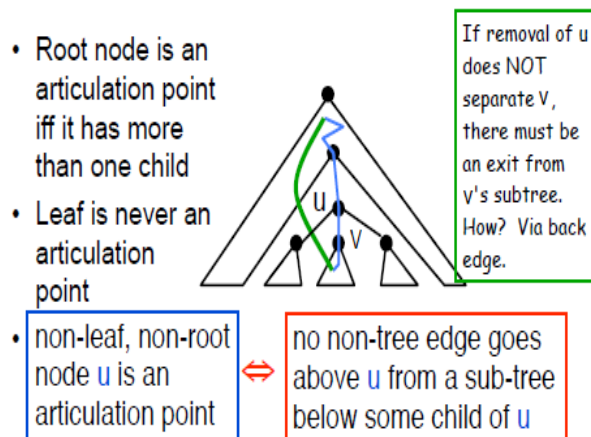 • Root node is an
articulation point
iff it has more
than one child
• Leaf is never an
articulation
point
• non-leaf, non-root
node u is an
articulation point
⇔
no non-tree edge goes
above u from a sub-tree
below some child of u
u
v
If removal of u
does NOT
separate v,
there must be
an exit from
v's subtree.
How? Via back
edge.